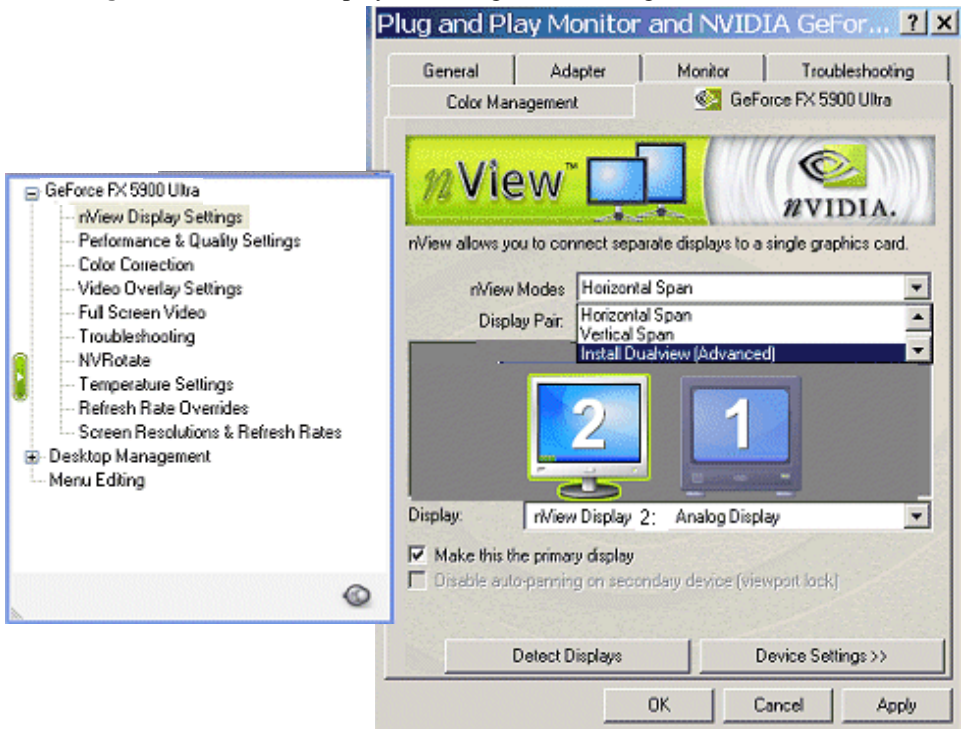 Plug and Play Monitor and NVIDIA GeFor... ? X
General Adapter Monitor Troubleshooting
Color Management GeForce FX 5900 Ultra
nView™
nVIDIA.
nView allows you to connect separate displays to a single graphics card.
nView Modes Horizontal Span
Display Pair: Horizontal Span
Vertical Span
Install Dualview (Advanced)
2 1
Display: nView Display 2: Analog Display
Make this the primary display
Disable auto-panning on secondary device (viewport lock)
Detect Displays Device Settings >>
OK Cancel Apply
GeForce FX 5900 Ultra
nView Display Settings
Performance & Quality Settings
Color Correction
Video Overlay Settings
Full Screen Video
Troubleshooting
NVRotate
Temperature Settings
Refresh Rate Overrides
Screen Resolutions & Refresh Rates
Desktop Management
Menu Editing